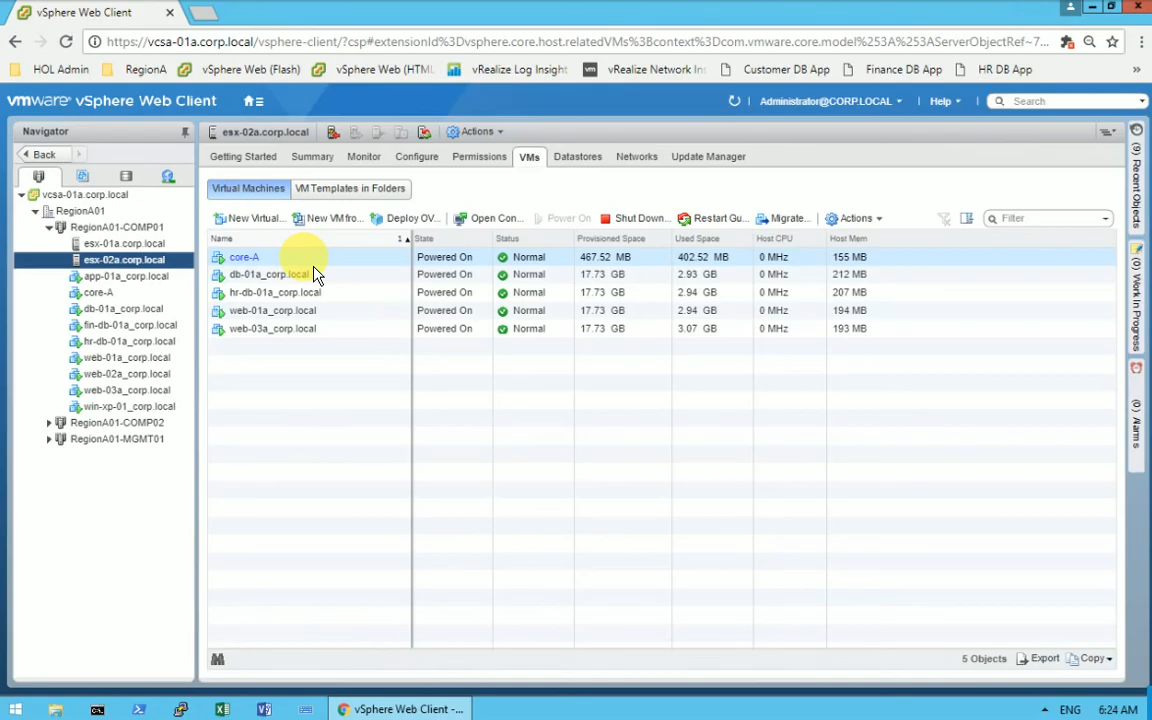 vSphere Web Client
https://vcsa-01a.corp.local/vsphere-client/?csp#extensionId%3Dvsphere.core.host.relatedVMs%3Bcontext%3Dcom.vmware.core.model%253A%253AServerObjectRef~7...
HOL Admin RegionA vSphere Web (Flash) vSphere Web (HTML vRealize Log Insight vRealize Network In Customer DB App Finance DB App HR DB App »
vmware® vSphere Web Client Administrator@CORP.LOCAL Help Search
Navigator
Back
vcsa-01a.corp.local
RegionA01
RegionA01-COMP01
esx-01a.corp.local
esx-02a.corp.local
app-01a_corp.local
core-A
db-01a_corp.local
fin-db-01a_corp.local
hr-db-01a_corp.local
web-01a_corp.local
web-02a_corp.local
web-03a_corp.local
win-xp-01_corp.local
RegionA01-COMP02
RegionA01-MGMT01
esx-02a.corp.local Actions
Getting Started Summary Monitor Configure Permissions VMs Datastores Networks Update Manager
Virtual Machines VM Templates in Folders
New Virtual... New VM fro... Deploy OV... Open Con... Power On Shut Down... Restart Gu... Migrate... Actions Filter
Name 1 State Status Provisioned Space Used Space Host CPU Host Mem
core-A Powered On Normal 467.52 MB 402.52 MB 0 MHz 155 MB
db-01a_corp.local Powered On Normal 17.73 GB 2.93 GB 0 MHz 212 MB
hr-db-01a_corp.local Powered On Normal 17.73 GB 2.94 GB 0 MHz 207 MB
web-01a_corp.local Powered On Normal 17.73 GB 2.94 GB 0 MHz 194 MB
web-03a_corp.local Powered On Normal 17.73 GB 3.07 GB 0 MHz 193 MB
5 Objects Export Copy
(9) Recent Objects
(0) Work In Progress
(0) Alarms
vSphere Web Client -... ENG 6:24 AM